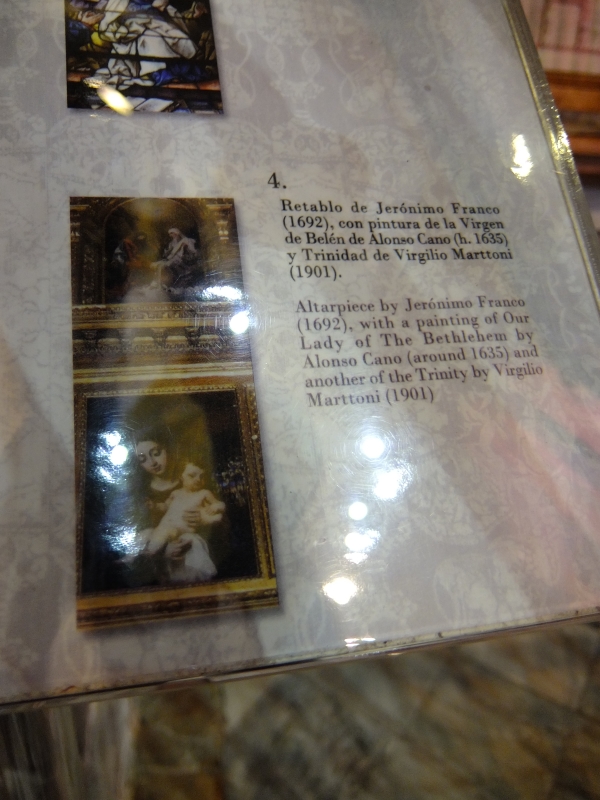 4.
Retablo de Jerónimo Franco
(1692), con pintura de la Virgen
de Belén de Alonso Cano (h. 1635)
y Trinidad de Virgilio Marttoni
(1901).
Altarpiece by Jerónimo Franco
(1692), with a painting of Our
Lady of The Bethlehem by
Alonso Cano (around 1635) and
another of the Trinity by Virgilio
Marttoni (1901)